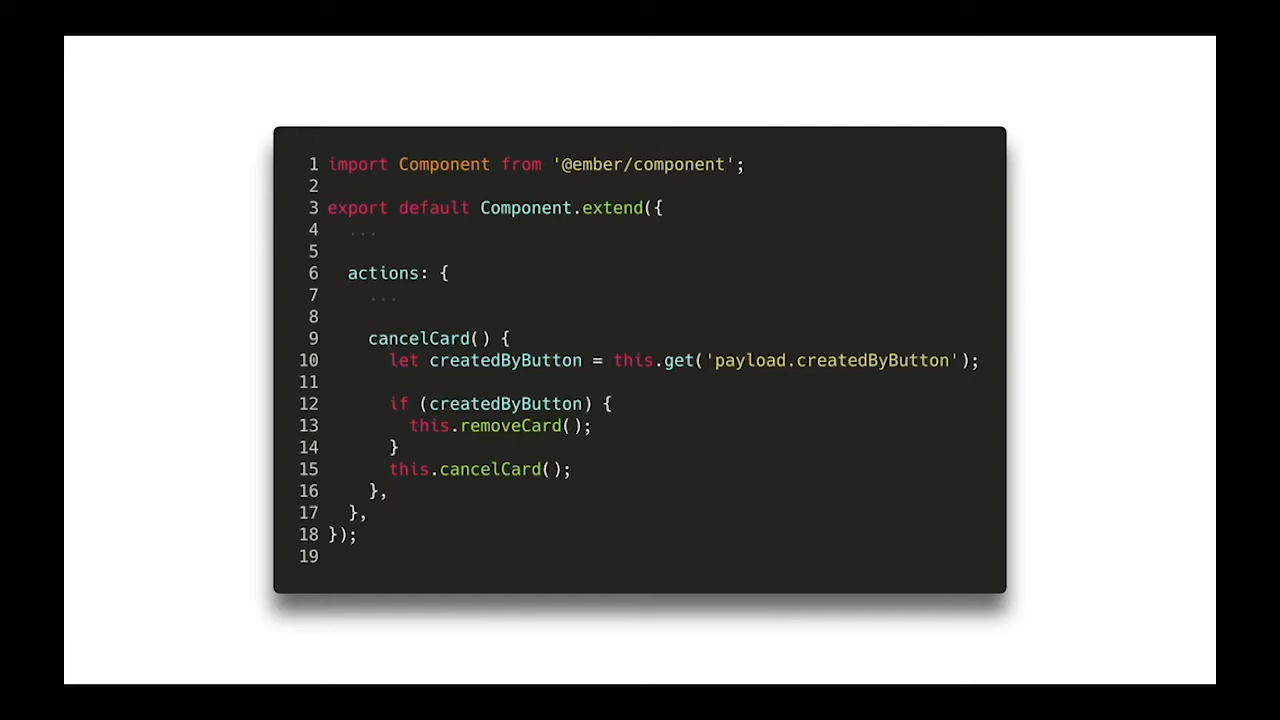 1 import Component from '@ember/component';
2
3 export default Component.extend({
4   ...
5
6   actions: {
7     ...
8
9     cancelCard() {
10       let createdByButton = this.get('payload.createdByButton');
11
12       if (createdByButton) {
13         this.removeCard();
14       }
15       this.cancelCard();
16     },
17   },
18 });
19